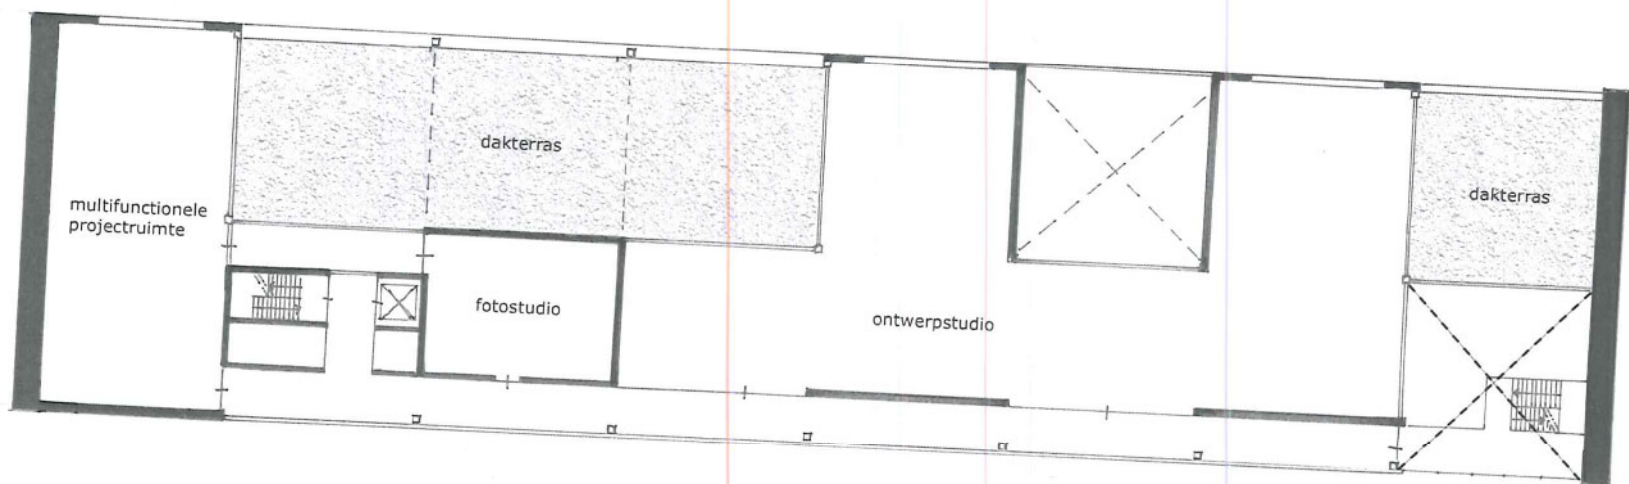 dakterras
multifunctionele
projectruimte
dakterras
fotostudio
ontwerpstudio